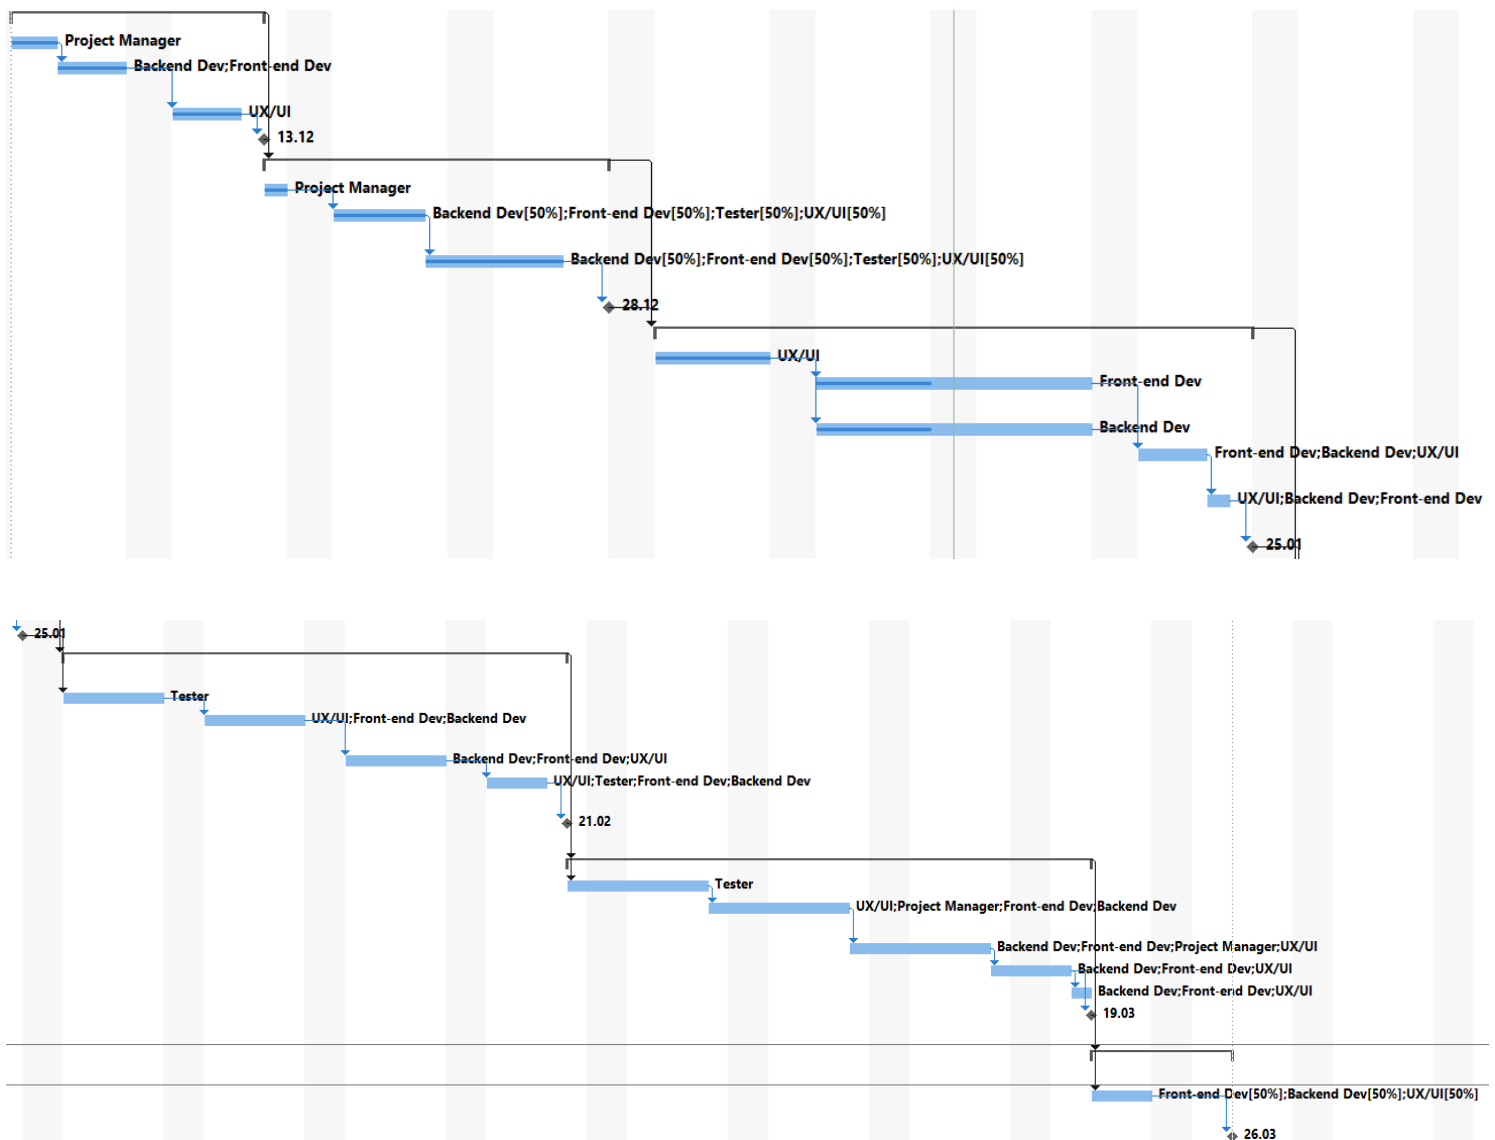 Project Manager
Backend Dev;Front-end Dev
UX/UI
13.12
Project Manager
Backend Dev[50%];Front-end Dev[50%];Tester[50%];UX/UI[50%]
Backend Dev[50%];Front-end Dev[50%];Tester[50%];UX/UI[50%]
28.12
UX/UI
Front-end Dev
Backend Dev
Front-end Dev;Backend Dev;UX/UI
UX/UI;Backend Dev;Front-end Dev
25.01
25.01
Tester
UX/UI;Front-end Dev;Backend Dev
Backend Dev;Front-end Dev;UX/UI
UX/UI;Tester;Front-end Dev;Backend Dev
21.02
Tester
UX/UI;Project Manager;Front-end Dev;Backend Dev
Backend Dev;Front-end Dev;Project Manager;UX/UI
Backend Dev;Front-end Dev;UX/UI
Backend Dev;Front-end Dev;UX/UI
19.03
Front-end Dev[50%];Backend Dev[50%];UX/UI[50%]
26.03